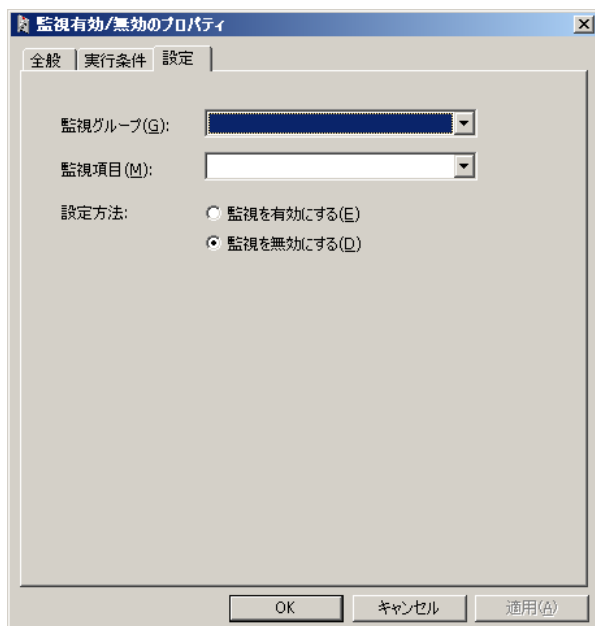 監視有効/無効のプロパティ
全般 実行条件 設定
監視グループ(G):
監視項目(M):
設定方法: 監視を有効にする(E)
監視を無効にする(D)
OK キャンセル 適用(A)